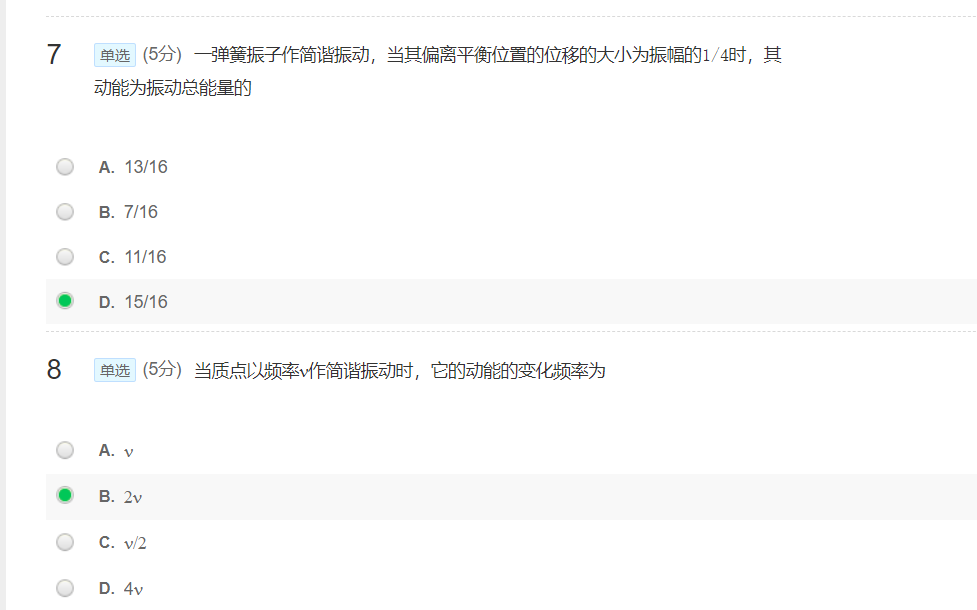 7 单选 (5分) 一弹簧振子作简谐振动，当其偏离平衡位置的位移的大小为振幅的1/4时，其
动能为振动总能量的
A. 13/16
B. 7/16
C. 11/16
D. 15/16
8 单选 (5分) 当质点以频率ν作简谐振动时，它的动能的变化频率为
A. ν
B. 2ν
C. ν/2
D. 4ν